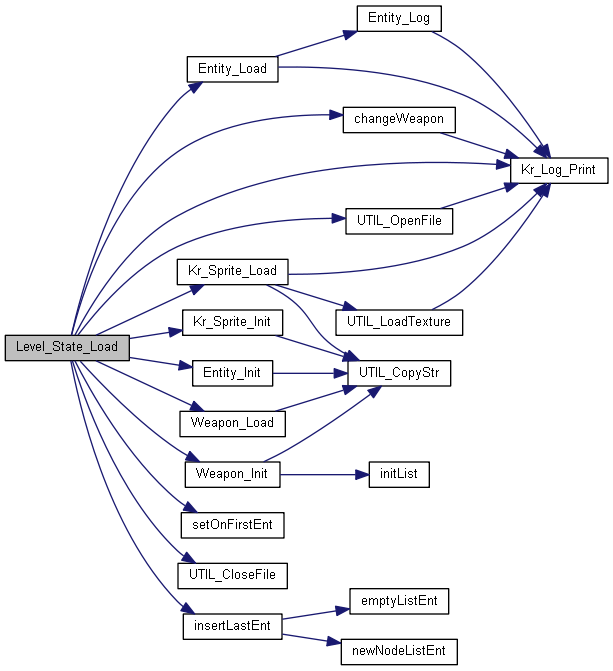 Entity_Log
Entity_Load
changeWeapon
Kr_Log_Print
UTIL_OpenFile
Kr_Sprite_Load
Kr_Sprite_Init
UTIL_LoadTexture
Level_State_Load
Entity_Init
UTIL_CopyStr
Weapon_Load
Weapon_Init
initList
setOnFirstEnt
UTIL_CloseFile
emptyListEnt
insertLastEnt
newNodeListEnt